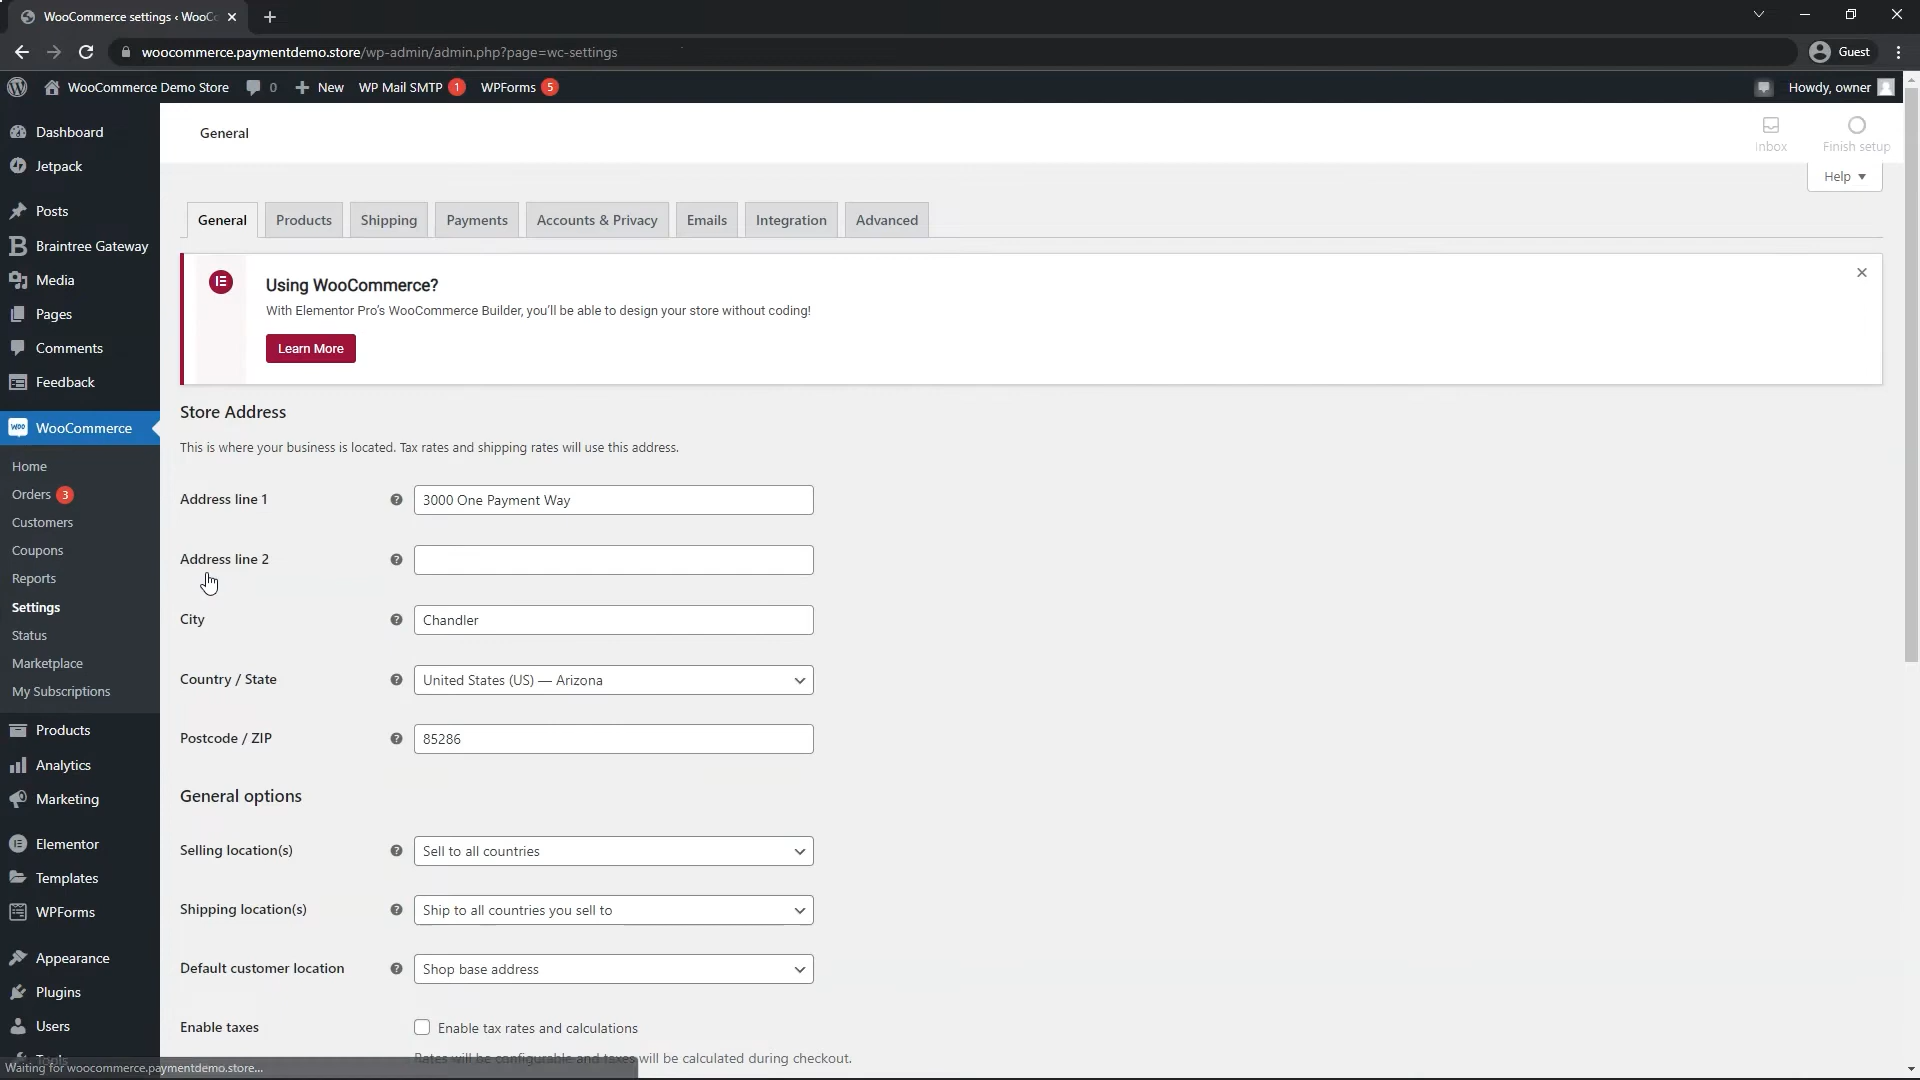 WooCommerce settings ‹ WooC
woocommerce.paymentdemo.store/wp-admin/admin.php?page=wc-settings
Guest
WooCommerce Demo Store
0
New
WP Mail SMTP 1
WPForms 5
Howdy, owner
Dashboard
Jetpack
Posts
Braintree Gateway
Media
Pages
Comments
Feedback
WooCommerce
Home
Orders 3
Customers
Coupons
Reports
Settings
Status
Marketplace
My Subscriptions
Products
Analytics
Marketing
Elementor
Templates
WPForms
Appearance
Plugins
Users
Tools
General
Inbox
Finish setup
Help
General
Products
Shipping
Payments
Accounts & Privacy
Emails
Integration
Advanced
Using WooCommerce?
With Elementor Pro's WooCommerce Builder, you'll be able to design your store without coding!
Learn More
Store Address
This is where your business is located. Tax rates and shipping rates will use this address.
Address line 1
3000 One Payment Way
Address line 2
City
Chandler
Country / State
United States (US) — Arizona
Postcode / ZIP
85286
General options
Selling location(s)
Sell to all countries
Shipping location(s)
Ship to all countries you sell to
Default customer location
Shop base address
Enable taxes
Enable tax rates and calculations
Rates will be configurable and taxes will be calculated during checkout.
Waiting for woocommerce.paymentdemo.store...